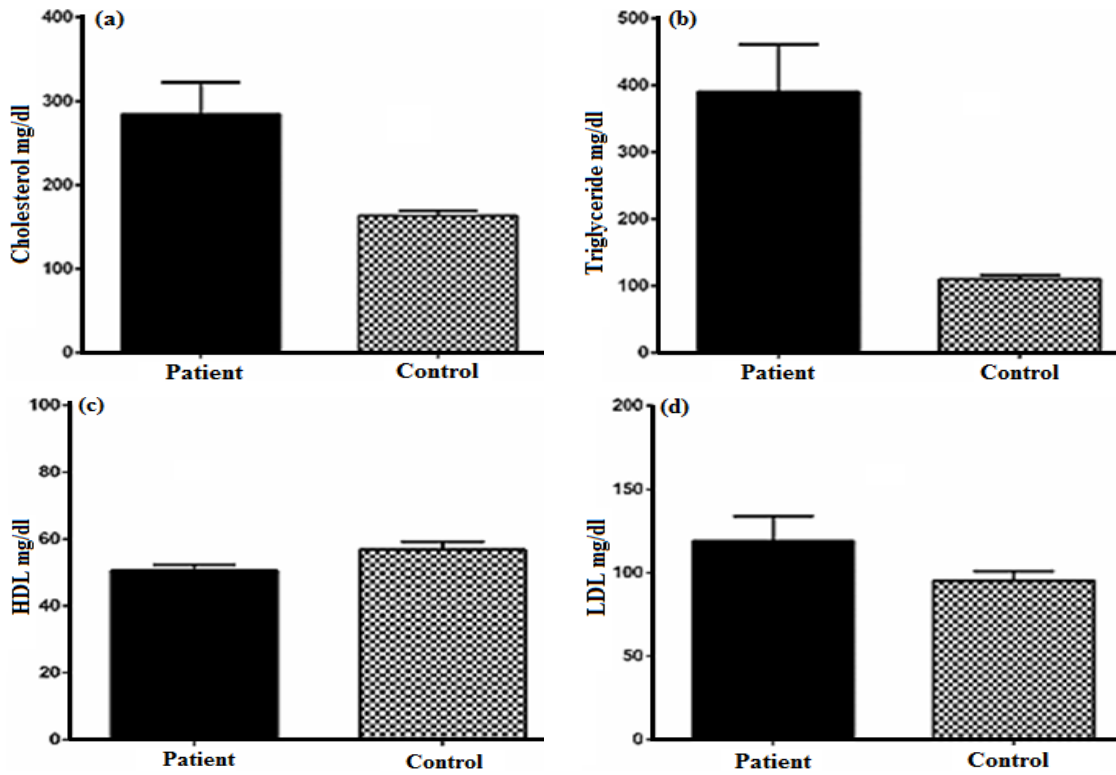 (a)
Cholesterol mg/dl
400
300
200
100
0
Patient
Control
(b)
Triglyceride mg/dl
500
400
300
200
100
0
Patient
Control
(c)
HDL mg/dl
100
80
60
40
20
0
Patient
Control
(d)
LDL mg/dl
200
150
100
50
0
Patient
Control